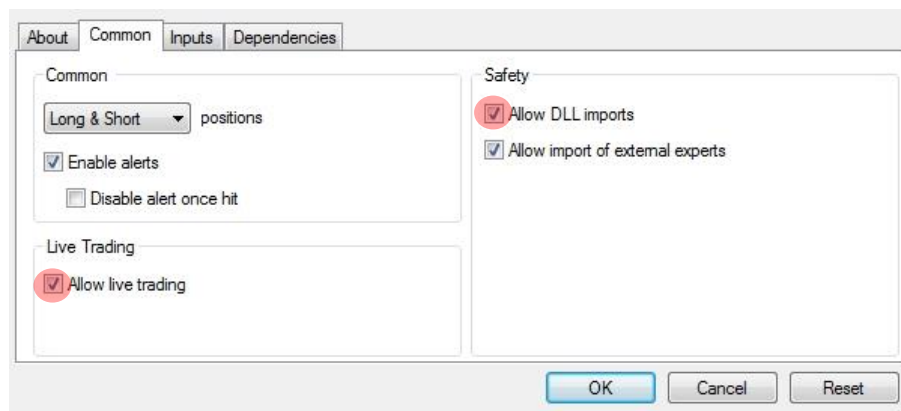 About Common Inputs Dependencies
Common
Long & Short positions
Enable alerts
Disable alert once hit
Live Trading
Allow live trading
Safety
Allow DLL imports
Allow import of external experts
OK Cancel Reset